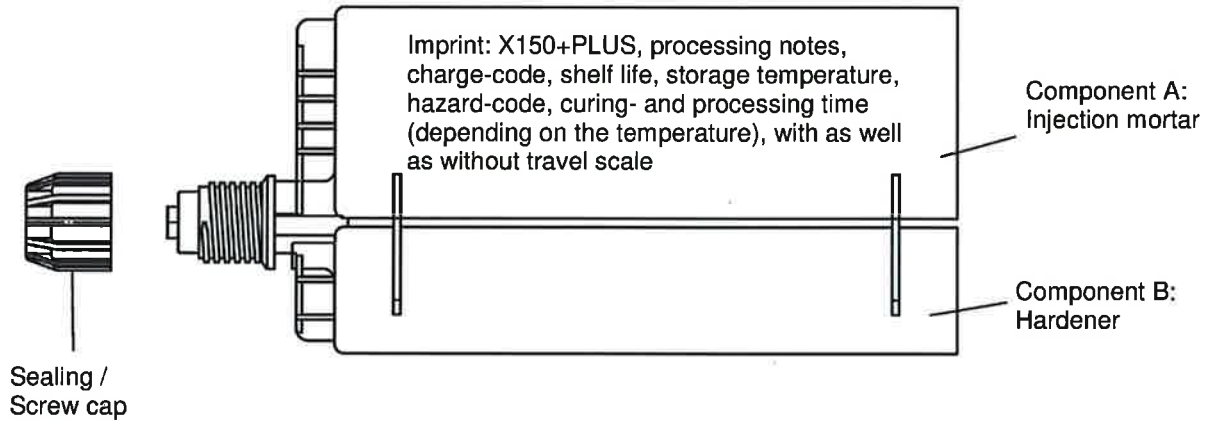 Imprint: X150+PLUS, processing notes,
charge-code, shelf life, storage temperature,
hazard-code, curing- and processing time
(depending on the temperature), with as well
as without travel scale
Component A:
Injection mortar
Component B:
Hardener
Sealing /
Screw cap